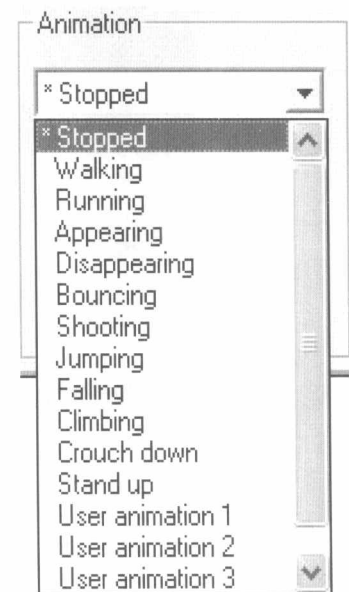 Animation
* Stopped
* Stopped
Walking
Running
Appearing
Disappearing
Bouncing
Shooting
Jumping
Falling
Climbing
Crouch down
Stand up
User animation 1
User animation 2
User animation 3